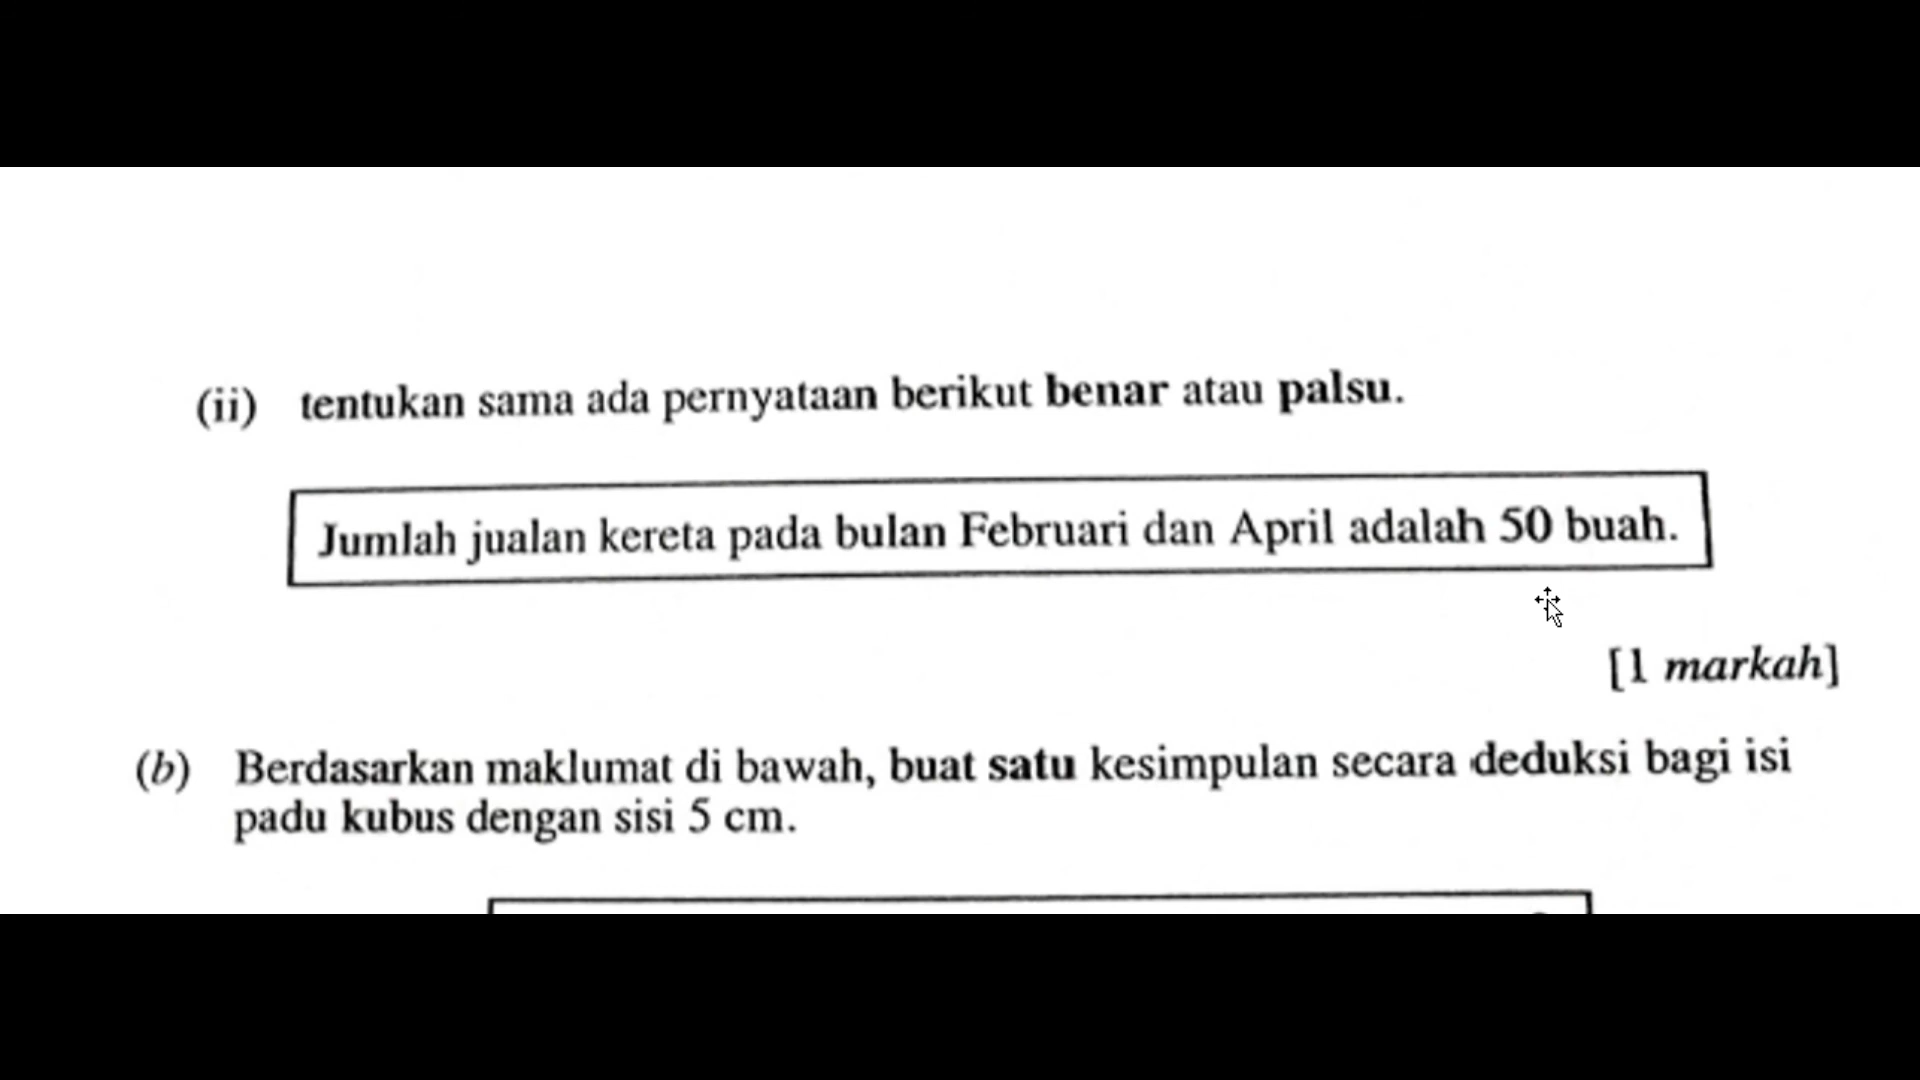 (ii) tentukan sama ada pernyataan berikut benar atau palsu.
Jumlah jualan kereta pada bulan Februari dan April adalah 50 buah.
[1 markah]
(b) Berdasarkan maklumat di bawah, buat satu kesimpulan secara deduksi bagi isi
padu kubus dengan sisi 5 cm.